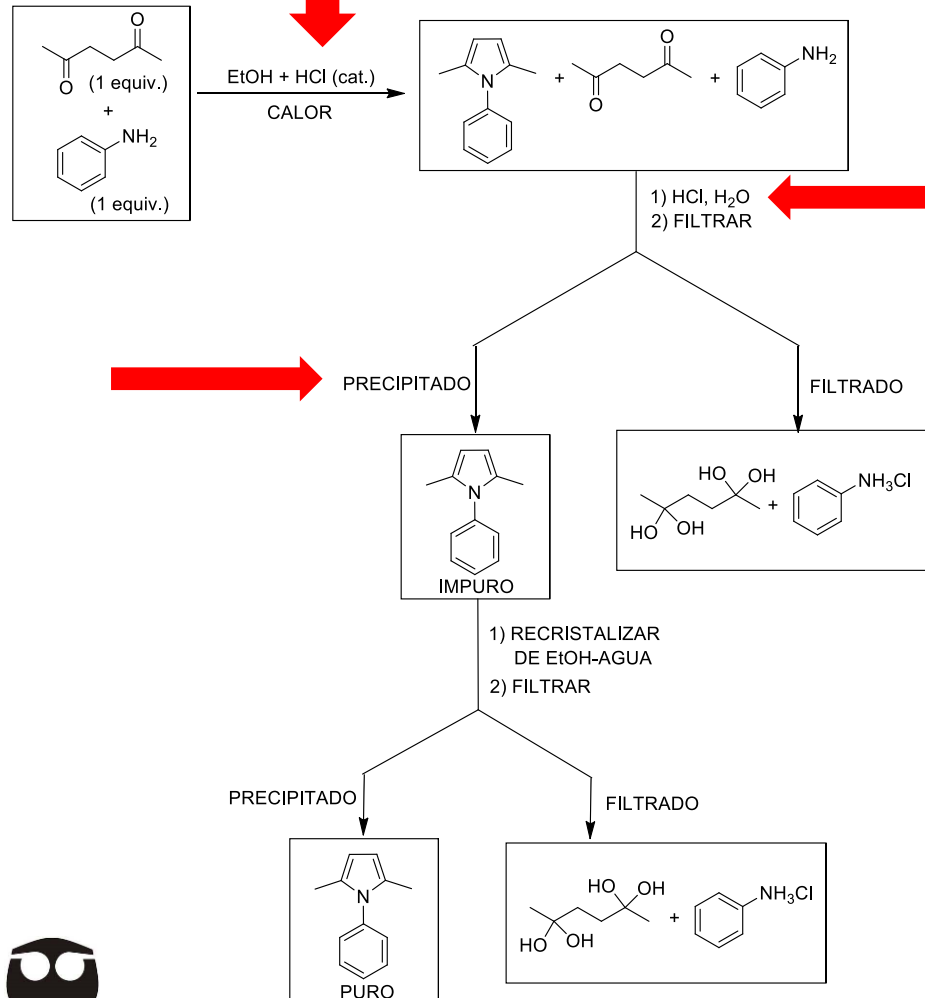 O
O
(1 equiv.)
+
NH2
(1 equiv.)
EtOH + HCl (cat.)
CALOR
N
+
O
O
+
NH2
1) HCl, H2O
2) FILTRAR
PRECIPITADO
FILTRADO
N
IMPURO
HO OH
HO OH
+
NH3Cl
1) RECRISTALIZAR
DE EtOH-AGUA
2) FILTRAR
PRECIPITADO
FILTRADO
N
PURO
HO OH
HO OH
+
NH3Cl